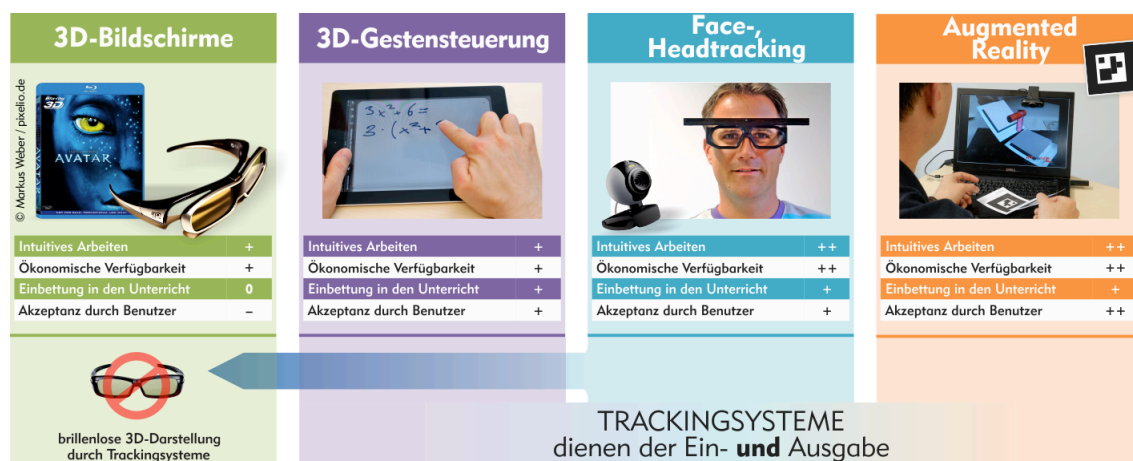 3D-Bildschirme
© Markus Weber / pixelio.de
3D
AVATAR
Intuitives Arbeiten +
Ökonomische Verfügbarkeit +
Einbettung in den Unterricht 0
Akzeptanz durch Benutzer –
brillenlose 3D-Darstellung
durch Trackingsysteme
3D-Gestensteuerung
3x² + 6 =
3 · (x² +
Intuitives Arbeiten +
Ökonomische Verfügbarkeit +
Einbettung in den Unterricht +
Akzeptanz durch Benutzer +
Face-,
Headtracking
Intuitives Arbeiten ++
Ökonomische Verfügbarkeit ++
Einbettung in den Unterricht +
Akzeptanz durch Benutzer +
Augmented
Reality
Intuitives Arbeiten ++
Ökonomische Verfügbarkeit ++
Einbettung in den Unterricht +
Akzeptanz durch Benutzer ++
TRACKINGSYSTEME
dienen der Ein- und Ausgabe